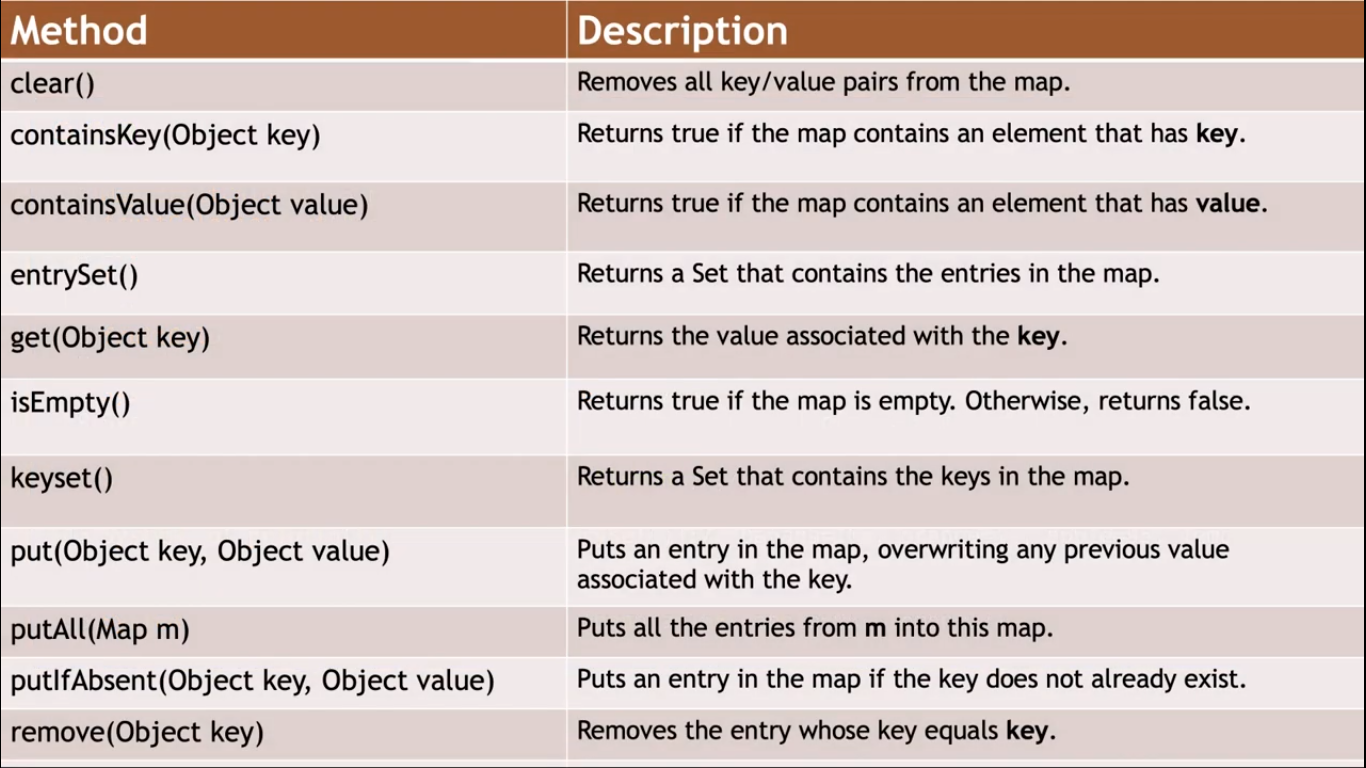 Method Description
clear() Removes all key/value pairs from the map.
containsKey(Object key) Returns true if the map contains an element that has key.
containsValue(Object value) Returns true if the map contains an element that has value.
entrySet() Returns a Set that contains the entries in the map.
get(Object key) Returns the value associated with the key.
isEmpty() Returns true if the map is empty. Otherwise, returns false.
keyset() Returns a Set that contains the keys in the map.
put(Object key, Object value) Puts an entry in the map, overwriting any previous value
associated with the key.
putAll(Map m) Puts all the entries from m into this map.
putIfAbsent(Object key, Object value) Puts an entry in the map if the key does not already exist.
remove(Object key) Removes the entry whose key equals key.